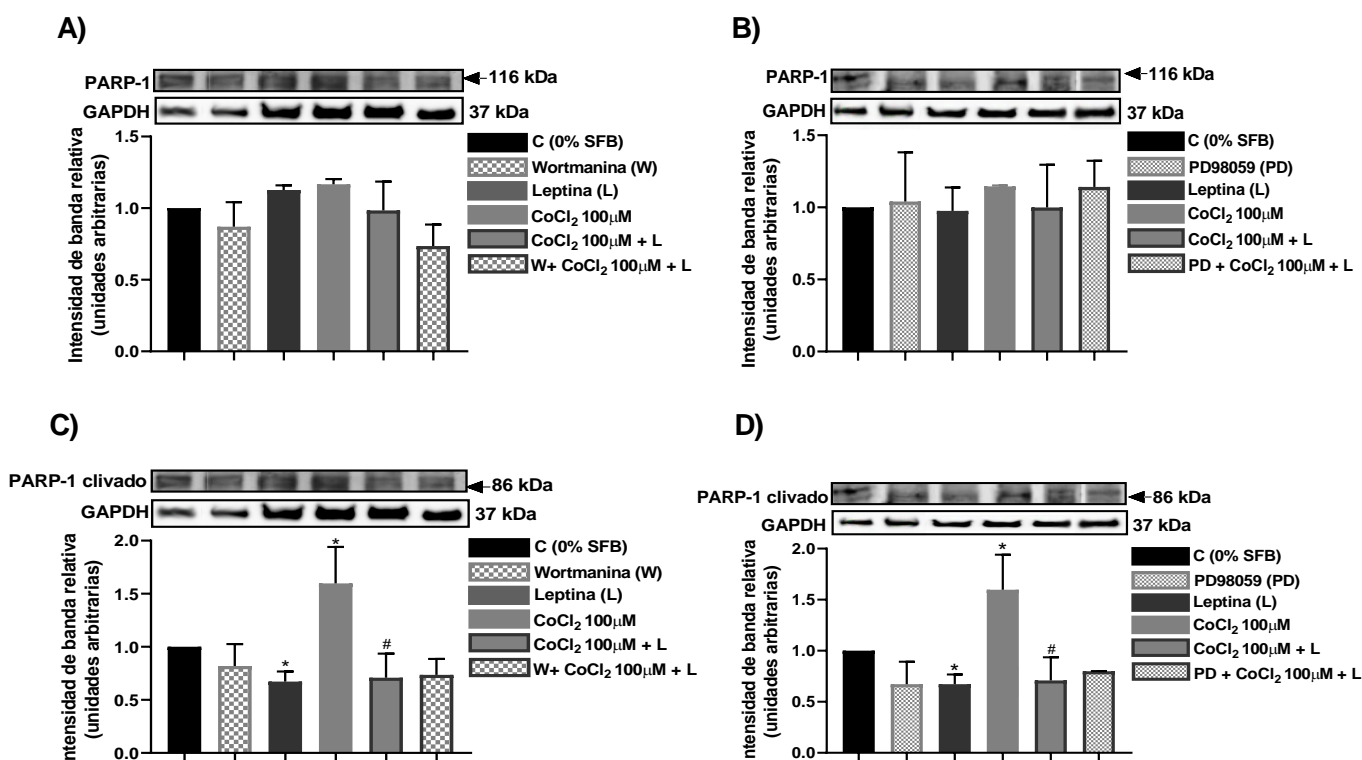 A)
PARP-1
116 kDa
GAPDH
37 kDa
Intensidad de banda relativa
(unidades arbitrarias)
1.5
1.0
0.5
0.0
C (0% SFB)
Wortmanina (W)
Leptina (L)
CoCl₂ 100μM
CoCl₂ 100μM + L
W+ CoCl₂ 100μM + L
B)
PARP-1
116 kDa
GAPDH
37 kDa
Intensidad de banda relativa
(unidades arbitrarias)
1.5
1.0
0.5
0.0
C (0% SFB)
PD98059 (PD)
Leptina (L)
CoCl₂ 100μM
CoCl₂ 100μM + L
PD + CoCl₂ 100μM + L
C)
PARP-1 clivado
86 kDa
GAPDH
37 kDa
ntensidad de banda relativa
(unidades arbitrarias)
2.0
1.5
1.0
0.5
0.0
*
*
#
C (0% SFB)
Wortmanina (W)
Leptina (L)
CoCl₂ 100μM
CoCl₂ 100μM + L
W+ CoCl₂ 100μM + L
D)
PARP-1 clivado
86 kDa
GAPDH
37 kDa
ntensidad de banda relativa
(unidades arbitrarias)
2.0
1.5
1.0
0.5
0.0
*
*
#
C (0% SFB)
PD98059 (PD)
Leptina (L)
CoCl₂ 100μM
CoCl₂ 100μM + L
PD + CoCl₂ 100μM + L